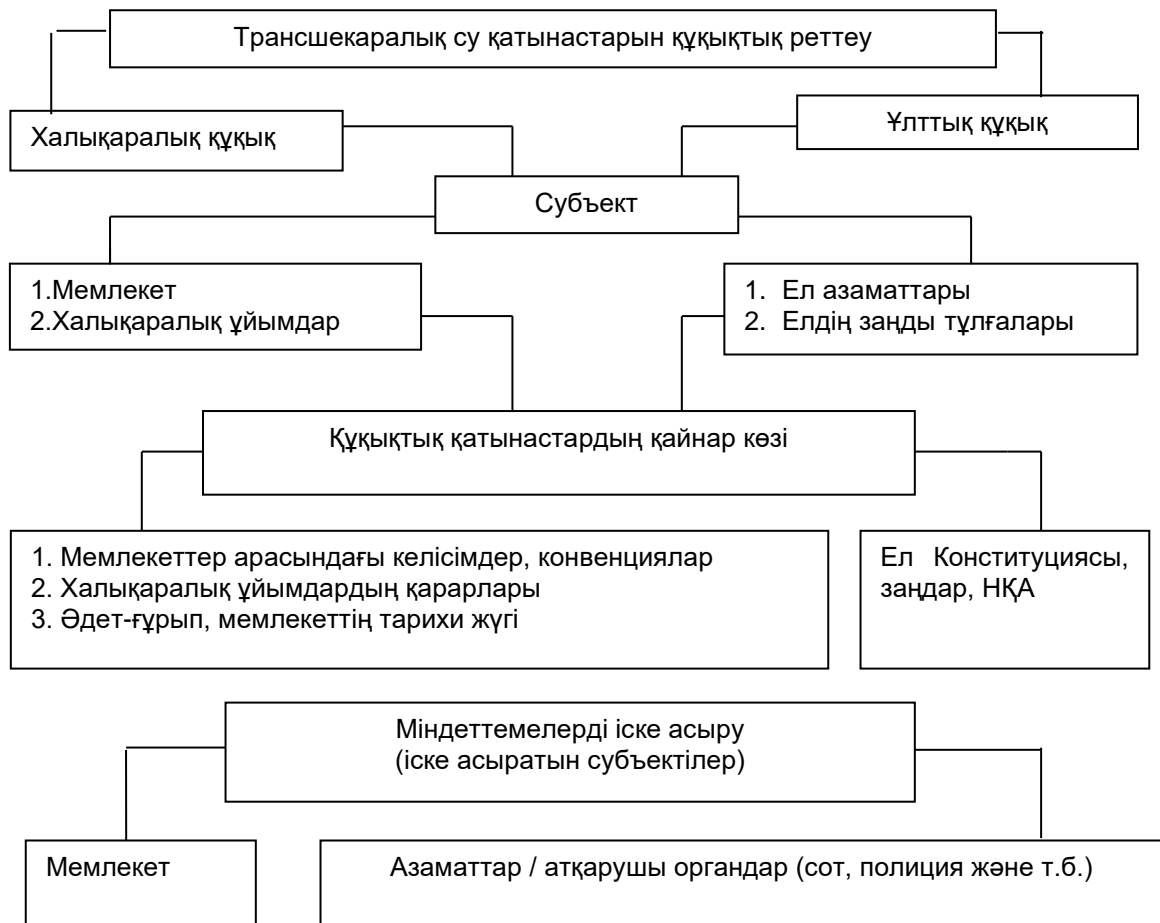 Трансшекаралық су қатынастарын құқықтық реттеу
Халықаралық құқық
Ұлттық құқық
Субъект
1.Мемлекет
2.Халықаралық ұйымдар
1. Ел азаматтары
2. Елдің заңды тұлғалары
Құқықтық қатынастардың қайнар көзі
1. Мемлекеттер арасындағы келісімдер, конвенциялар
2. Халықаралық ұйымдардың қарарлары
3. Әдет-ғұрып, мемлекеттің тарихи жүгі
Ел Конституциясы,
заңдар, НҚА
Міндеттемелерді іске асыру
(іске асыратын субъектілер)
Мемлекет
Азаматтар / атқарушы органдар (сот, полиция және т.б.)